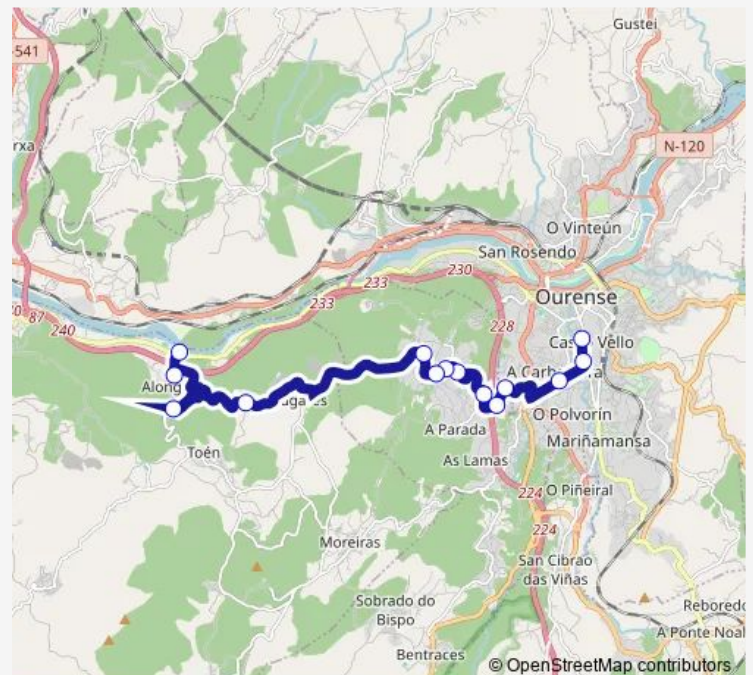 Gustei
-541
rxa
N-120
O Vinteún
San Rosendo
230
233
Ourense
233
87
240
228
Vello
Along
A Parada
O Polvorín
Mariñamansa
Toén
As Lamas
224
O Piñeiral
224
Moreiras
San Cibrao
das Viñas
Sobrado do
Bispo
Reboredo
A Ponte Noal
Bentraces
© OpenStreetMap contributors